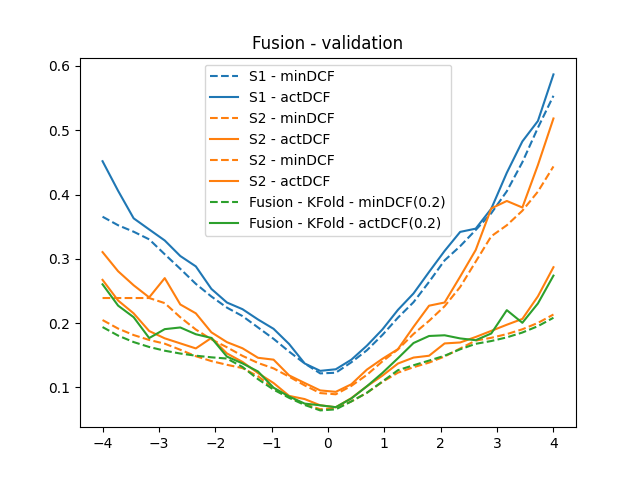 Fusion - validation
0.6
0.5
0.4
0.3
0.2
0.1
S1 - minDCF
S1 - actDCF
S2 - minDCF
S2 - actDCF
S2 - minDCF
S2 - actDCF
Fusion - KFold - minDCF(0.2)
Fusion - KFold - actDCF(0.2)
−4 −3 −2 −1 0 1 2 3 4